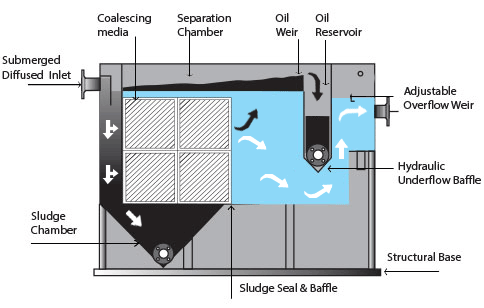 Coalescing
media
Separation
Chamber
Oil
Weir
Oil
Reservoir
Submerged
Diffused Inlet
Adjustable
Overflow Weir
Hydraulic
Underflow Baffle
Sludge
Chamber
Structural Base
Sludge Seal & Baffle